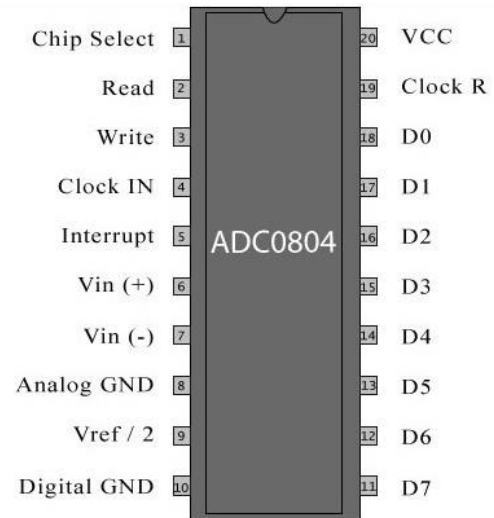 Chip Select 1 20 VCC
Read 2 19 Clock R
Write 3 18 D0
Clock IN 4 17 D1
Interrupt 5 ADC0804 16 D2
Vin (+) 6 15 D3
Vin (-) 7 14 D4
Analog GND 8 13 D5
Vref / 2 9 12 D6
Digital GND 10 11 D7